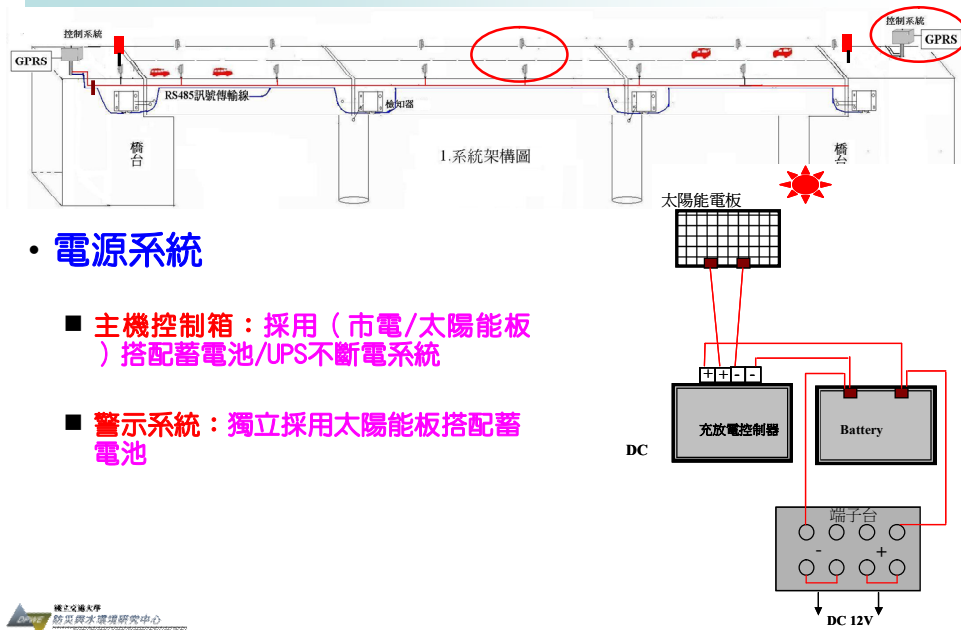 控制系統
控制系統
GPRS
GPRS
RS485訊號傳輸線
檢知器
橋台
橋台
1.系統架構圖
太陽能電板
• 電源系統
■ 主機控制箱：採用（市電/太陽能板
）搭配蓄電池/UPS不斷電系統
■ 警示系統：獨立採用太陽能板搭配蓄
電池
+ + - -
充放電控制器
Battery
DC
端子台
- +
DC 12V
國立交通大學
DPWE 防災與水環境研究中心